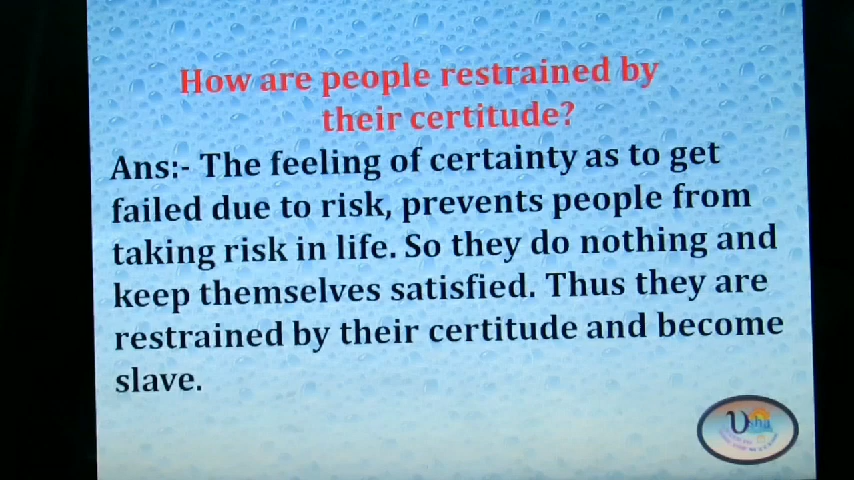 How are people restrained by
their certitude?
Ans:- The feeling of certainty as to get
failed due to risk, prevents people from
taking risk in life. So they do nothing and
keep themselves satisfied. Thus they are
restrained by their certitude and become
slave.
Usha